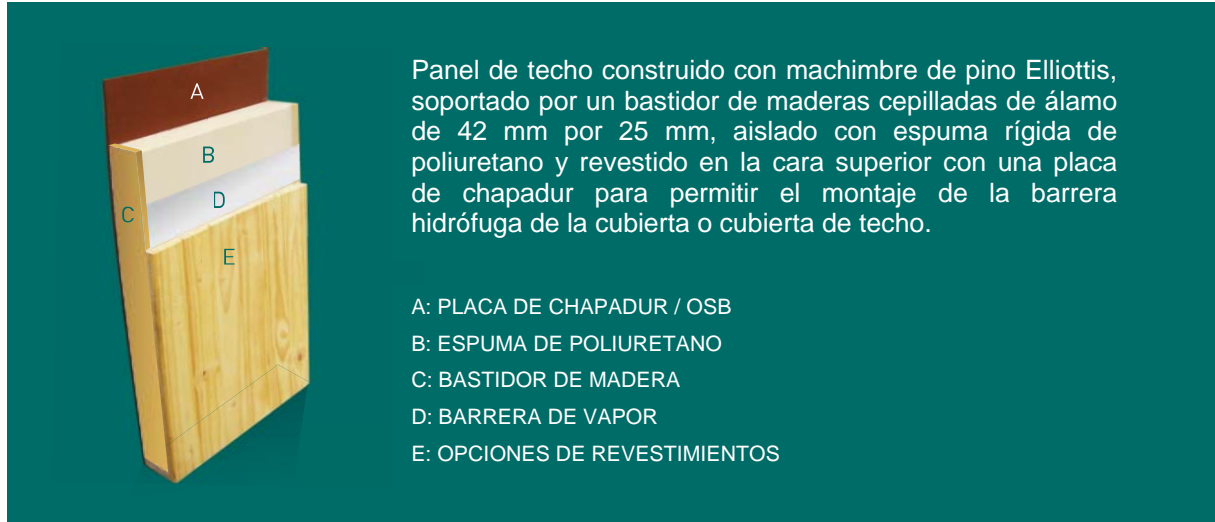 A
B
C
D
E
Panel de techo construido con machimbre de pino Elliottis,
soportado por un bastidor de maderas cepilladas de álamo
de 42 mm por 25 mm, aislado con espuma rígida de
poliuretano y revestido en la cara superior con una placa
de chapadur para permitir el montaje de la barrera
hidrófuga de la cubierta o cubierta de techo.
A: PLACA DE CHAPADUR / OSB
B: ESPUMA DE POLIURETANO
C: BASTIDOR DE MADERA
D: BARRERA DE VAPOR
E: OPCIONES DE REVESTIMIENTOS